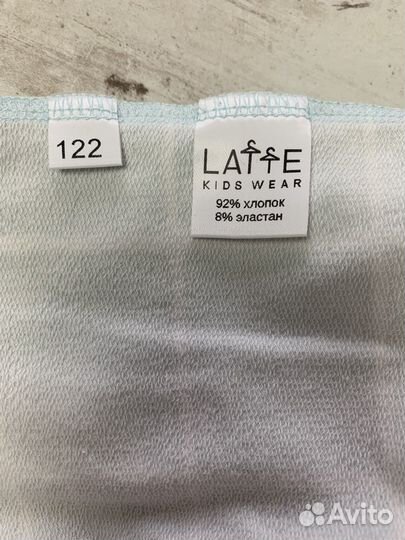 122
LATTE
KIDS WEAR
92% хлопок
8% эластан
Avito